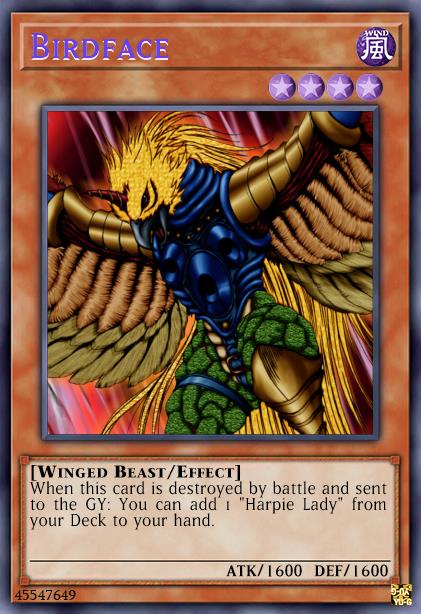 Birdface
WIND
風
[Winged Beast/Effect]
When this card is destroyed by battle and sent
to the GY: You can add 1 "Harpie Lady" from
your Deck to your hand.
ATK/1600 DEF/1600
45547649